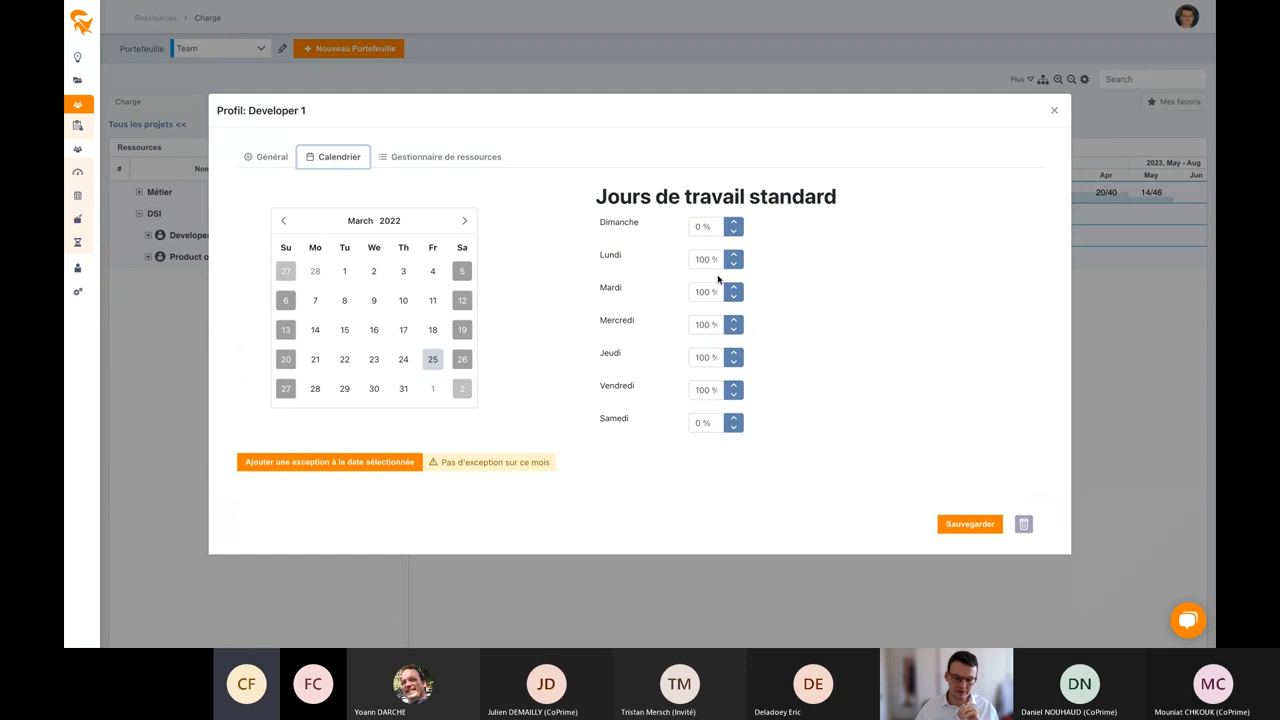 Ressources > Charge
Portefeuille Team + Nouveau Portefeuille
Plus Search
Charge Mes favoris
Tous les projets <<
Ressources 2023, May - Aug
# Apr May Jun
Métier 20/40 14/46
DSI
Profil: Developer 1
Général Calendrier Gestionnaire de ressources
Jours de travail standard
March 2022
Su Mo Tu We Th Fr Sa
27 28 1 2 3 4 5
6 7 8 9 10 11 12
13 14 15 16 17 18 19
20 21 22 23 24 25 26
27 28 29 30 31 1 2
Dimanche 0 %
Lundi 100 %
Mardi 100 %
Mercredi 100 %
Jeudi 100 %
Vendredi 100 %
Samedi 0 %
Ajouter une exception à la date sélectionnée Pas d'exception sur ce mois
Sauvegarder
CF FC JD TM DE DN MC
Yoann DARCHE Julien DEMAILLY (CoPrime) Tristan Mersch (Invité) Deladoey Eric Daniel NOUHAUD (CoPrime) Mouniat CHKOUK (CoPrime)